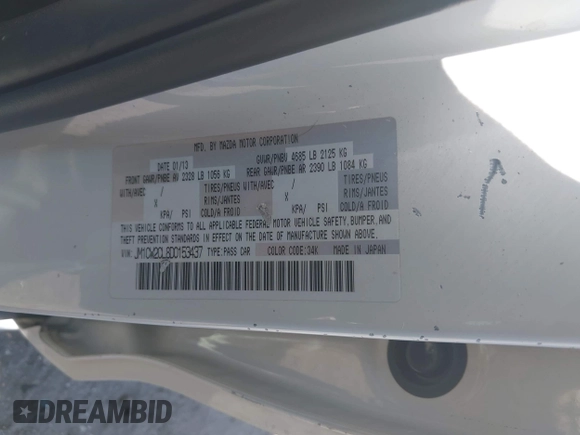 MFD. BY MAZDA MOTOR CORPORATION
DATE 01/13 GVWR/PNBV 4685 LB 2125 KG
FRONT GAWR/PNBE AV 2328 LB 1056 KG REAR GAWR/PNBE AR 2390 LB 1084 KG
WITH/AVEC / TIRES/PNEUS WITH/AVEC / TIRES/PNEUS
X RIMS/JANTES X RIMS/JANTES
KPA/ PSI COLD/A FROID KPA/ PSI COLD/A FROID
THIS VEHICLE CONFORMS TO ALL APPLICABLE FEDERAL MOTOR VEHICLE SAFETY, BUMPER, AND
THEFT PREVENTION STANDARDS IN EFFECT ON THE DATE OF MANUFACTURE SHOWN ABOVE.
VIN: JM1CW2CL8D0153437 TYPE:PASS CAR COLOR CODE:34K MADE IN JAPAN
DREAMBID